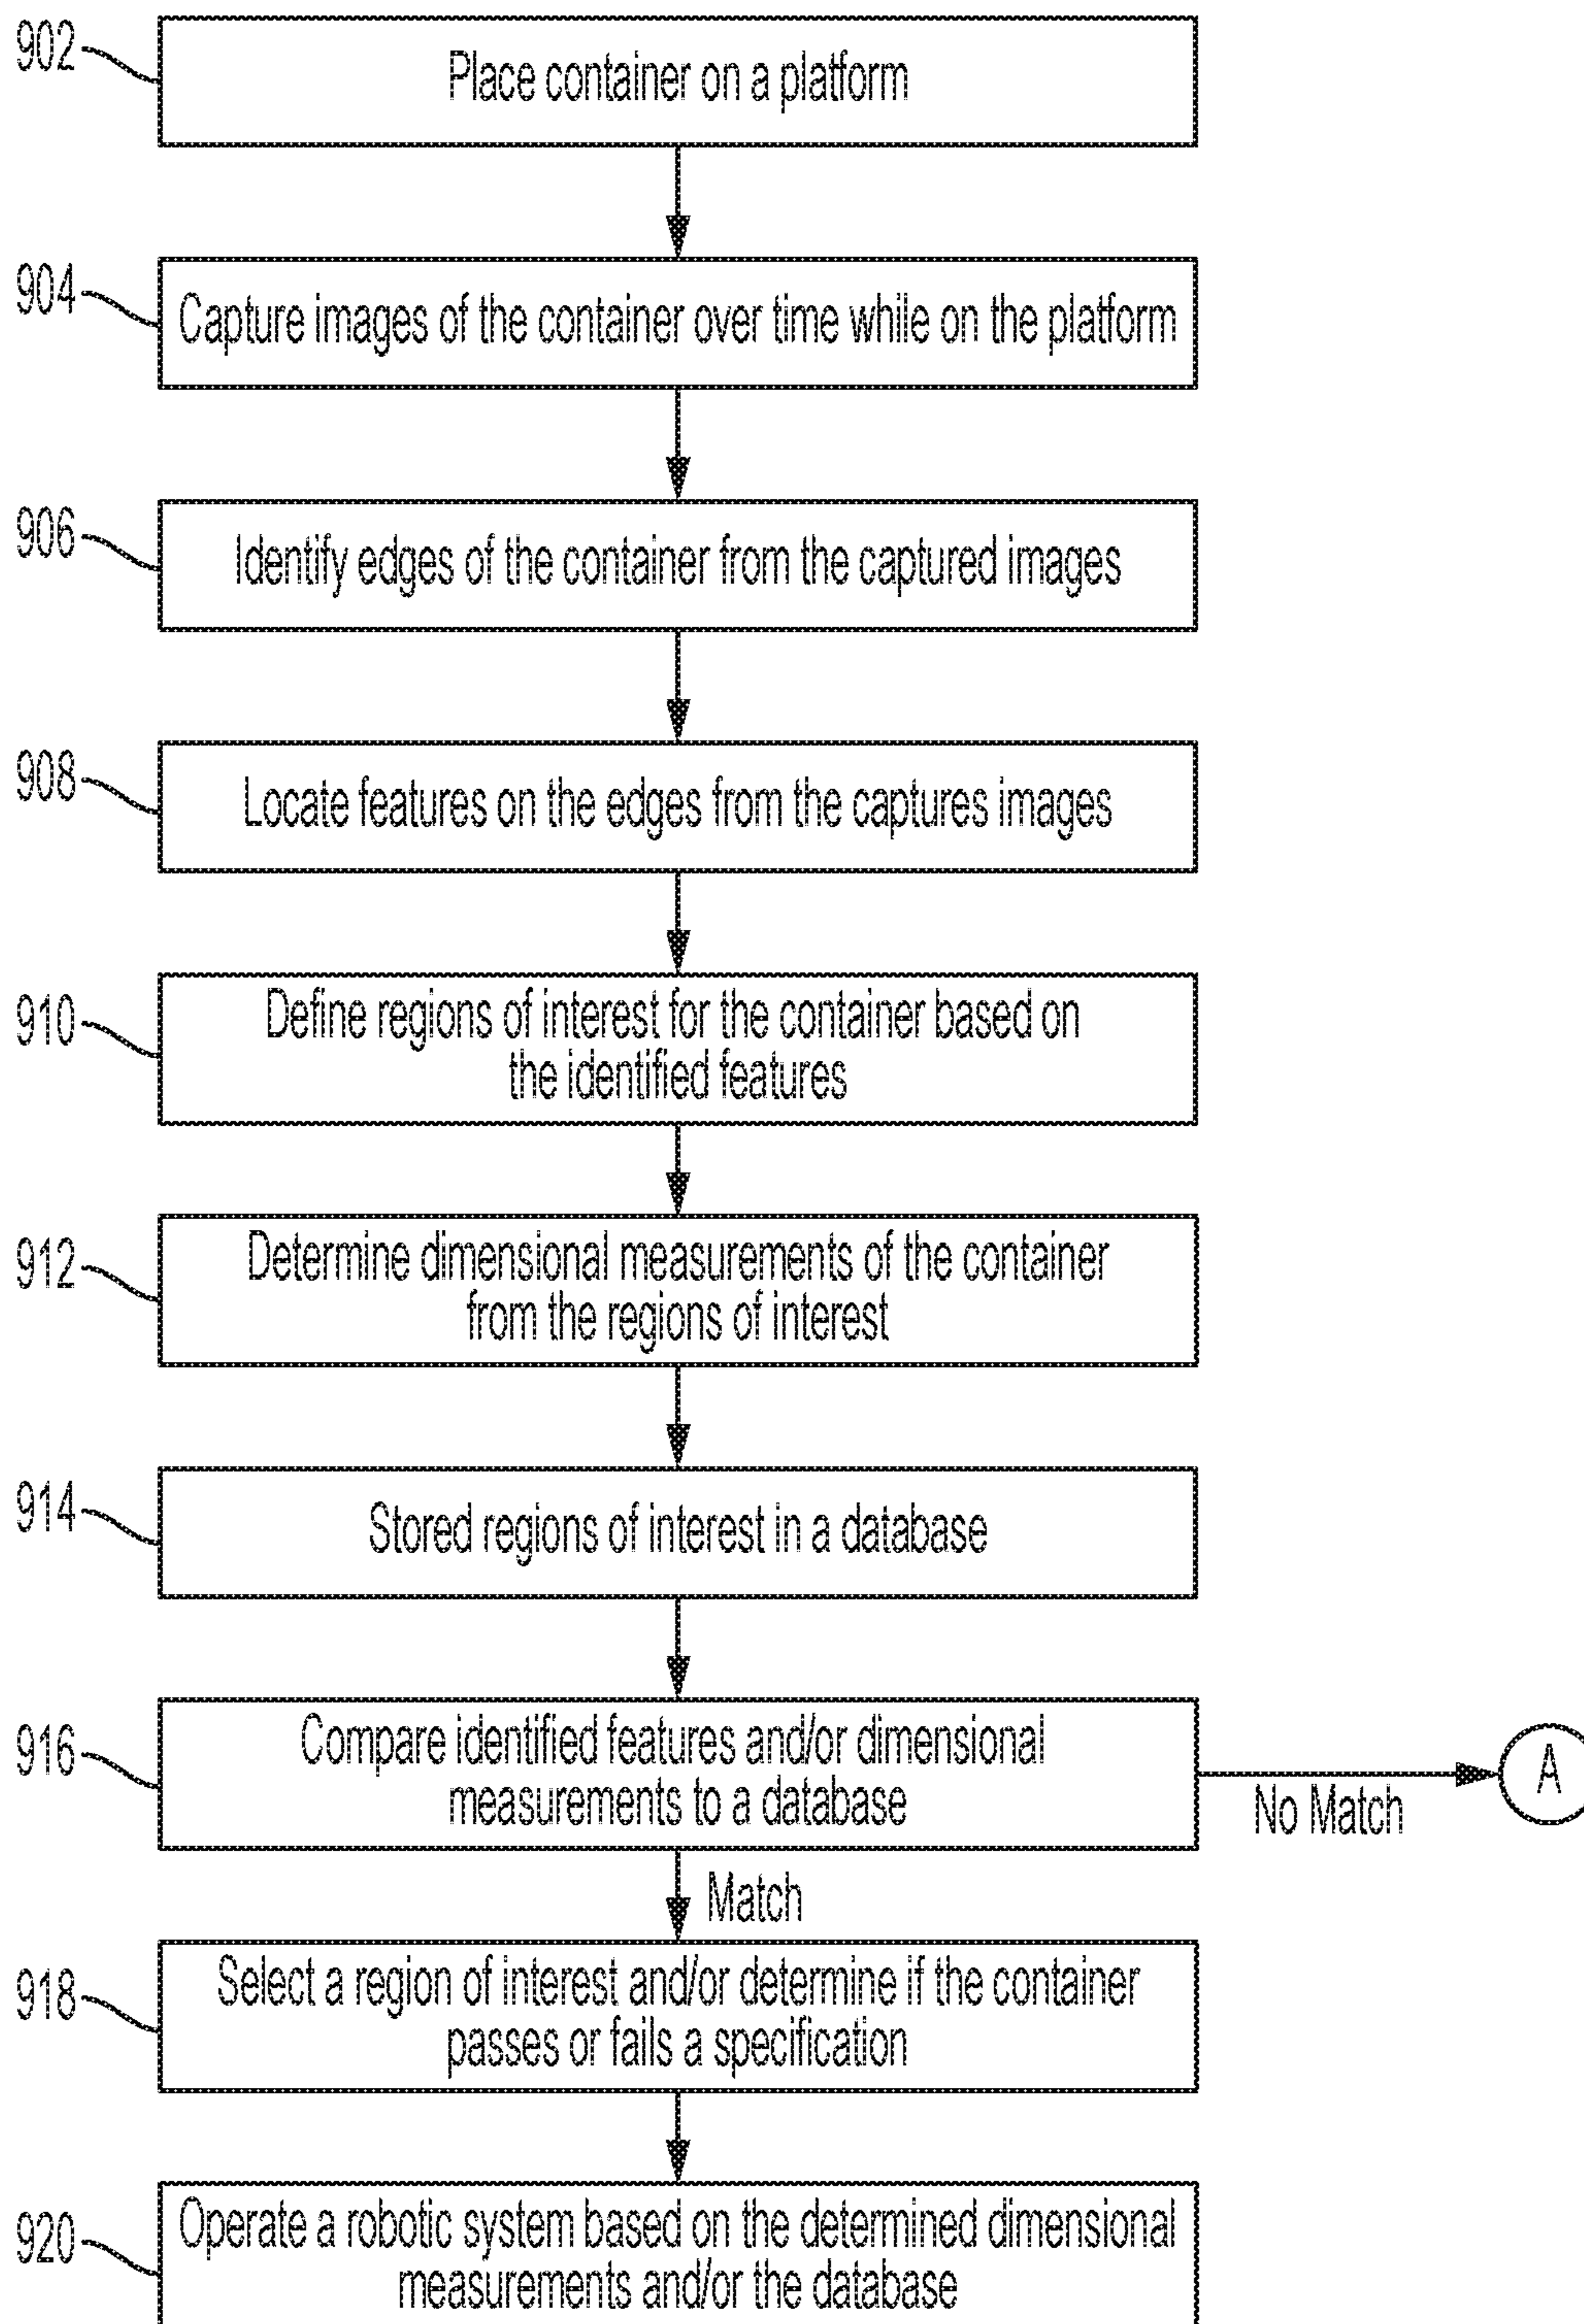 902
Place container on a platform
904
Capture images of the container over time while on the platform
906
Identify edges of the container from the captured images
908
Locate features on the edges from the captures images
910
Define regions of interest for the container based on
the identified features
912
Determine dimensional measurements of the container
from the regions of interest
914
Stored regions of interest in a database
916
Compare identified features and/or dimensional
measurements to a database
No Match
A
Match
918
Select a region of interest and/or determine if the container
passes or fails a specification
920
Operate a robotic system based on the determined dimensional
measurements and/or the database